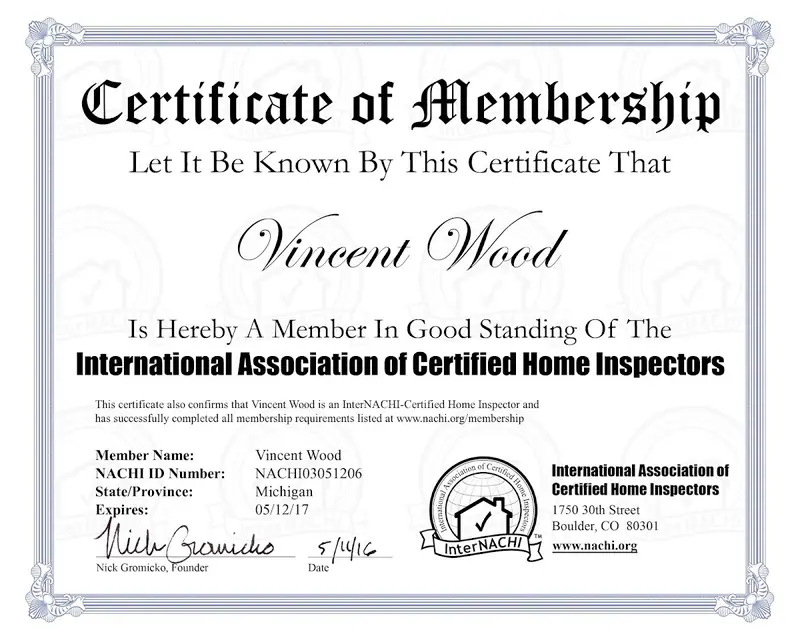 Certificate of Membership
Let It Be Known By This Certificate That
Vincent Wood
Is Hereby A Member In Good Standing Of The
International Association of Certified Home Inspectors
This certificate also confirms that Vincent Wood is an InterNACHI-Certified Home Inspector and
has successfully completed all membership requirements listed at www.nachi.org/membership
Member Name: Vincent Wood
NACHI ID Number: NACHI03051206
State/Province: Michigan
Expires: 05/12/17
Nick Gromicko
Nick Gromicko, Founder
Date
International Association of Certified Home Inspectors
InterNACHI
TM
International Association of
Certified Home Inspectors
1750 30th Street
Boulder, CO 80301
www.nachi.org